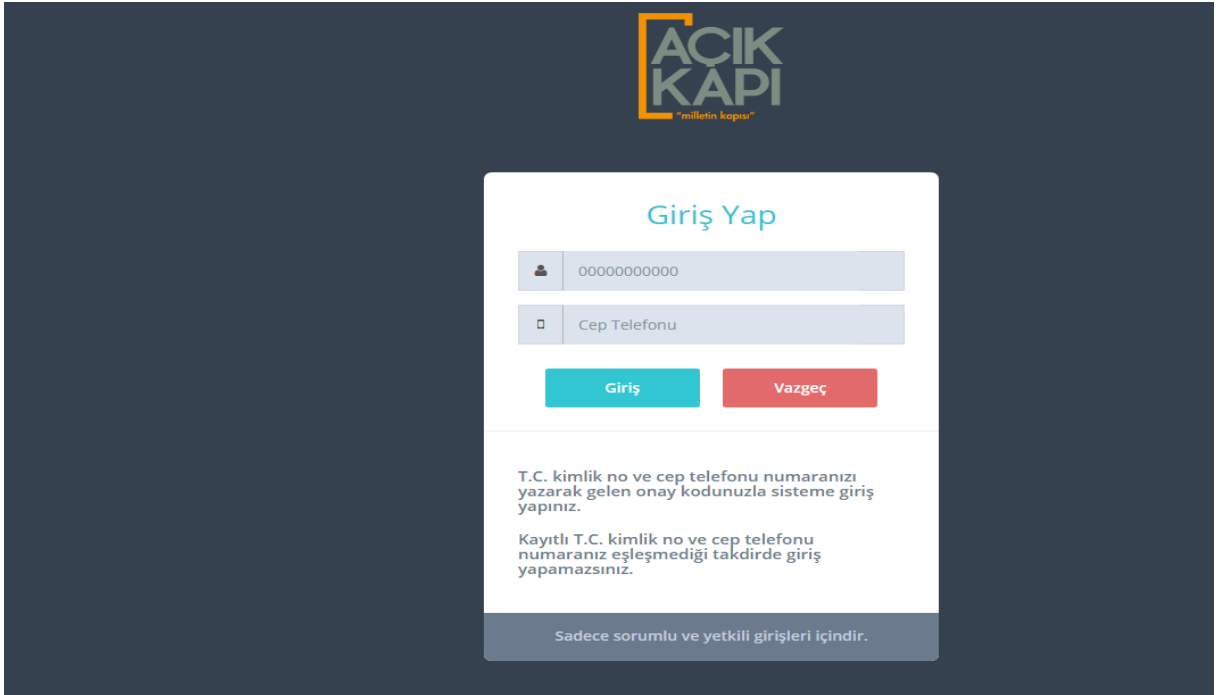 AÇIK
KAPI
"milletin kapısı"
Giriş Yap
00000000000
Cep Telefonu
Giriş
Vazgeç
T.C. kimlik no ve cep telefonu numaranızı
yazarak gelen onay kodunuzla sisteme giriş
yapınız.
Kayıtlı T.C. kimlik no ve cep telefonu
numaranız eşleşmediği takdirde giriş
yapamazsınız.
Sadece sorumlu ve yetkili girişleri içindir.